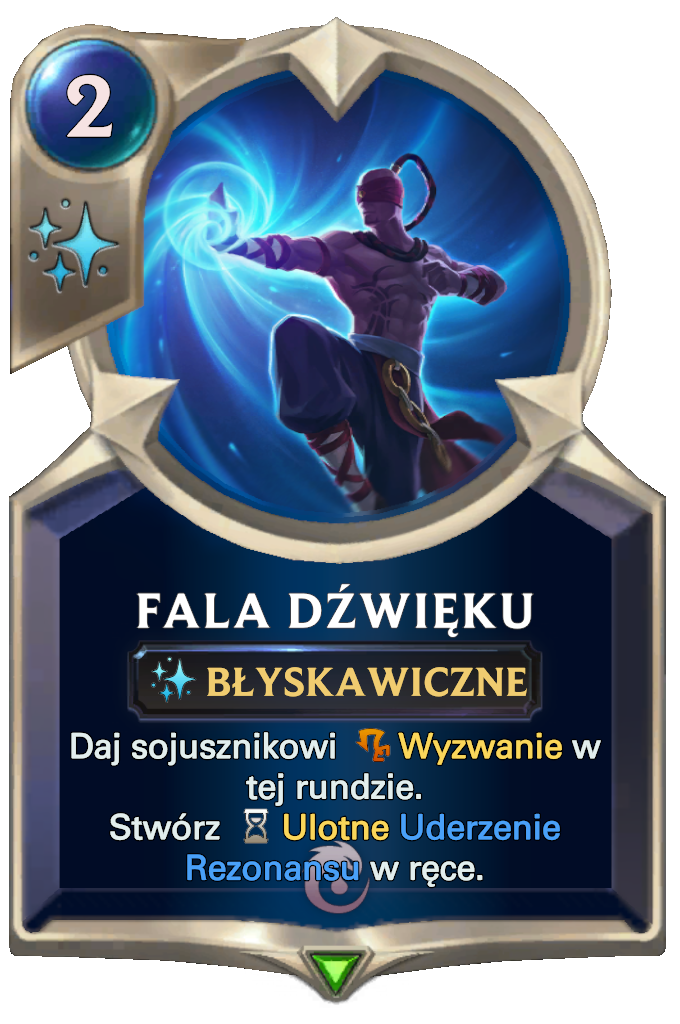 2
FALA DŹWIĘKU
BŁYSKAWICZNE
Daj sojusznikowi Wyzwanie w
tej rundzie.
Stwórz Ulotne Uderzenie
Rezonansu w ręce.